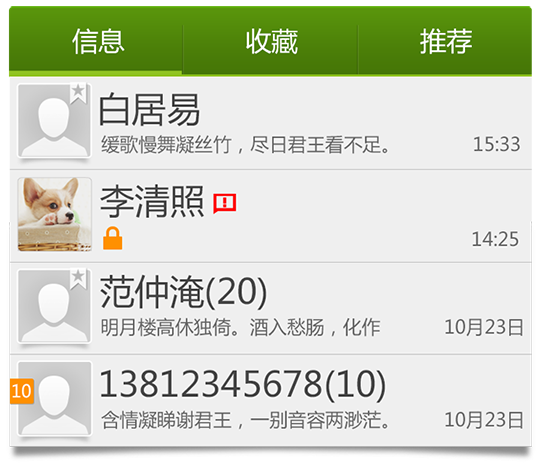 信息 收藏 推荐
白居易
缓歌慢舞凝丝竹，尽日君王看不足。 15:33
李清照
14:25
范仲淹(20)
明月楼高休独倚。酒入愁肠，化作 10月23日
13812345678(10)
10 含情凝睇谢君王，一别音容两渺茫。 10月23日